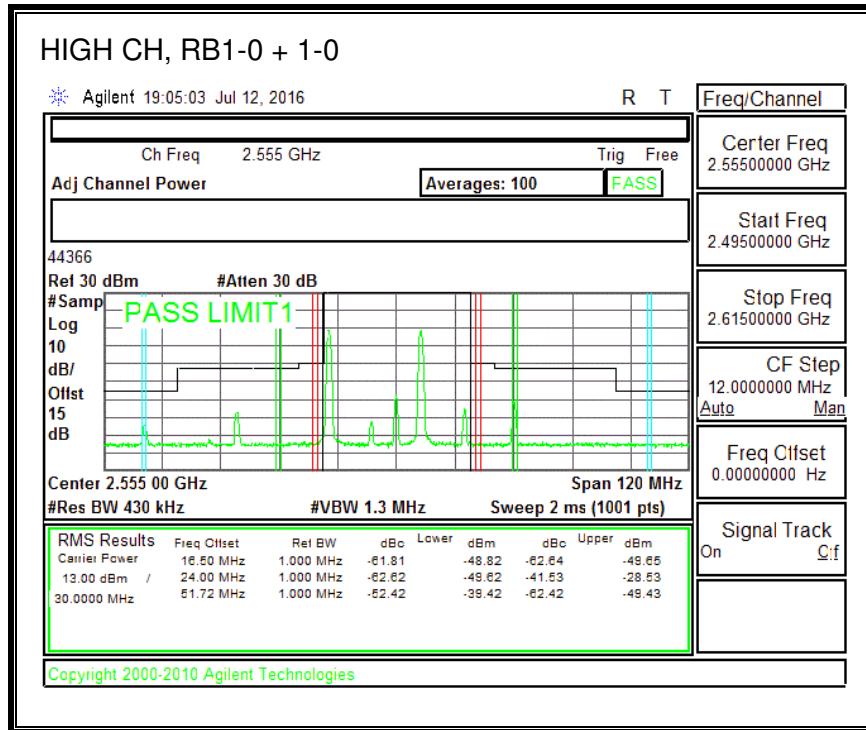 HIGH CH, RB1-0 + 1-0
Agilent 19:05:03 Jul 12, 2016 R T
Freq/Channel
Ch Freq 2.555 GHz Trig Free
Adj Channel Power Averages: 100 PASS
Center Freq
2.55500000 GHz
Start Freq
2.49500000 GHz
Stop Freq
2.61500000 GHz
CF Step
12.0000000 MHz
Auto Man
Freq Offset
0.00000000 Hz
Signal Track
On Off
44366
Ref 30 dBm #Atten 30 dB
#Samp
Log
10
dB/
Offst
15
dB
PASS LIMIT1
Center 2.555 00 GHz Span 120 MHz
#Res BW 430 kHz #VBW 1.3 MHz Sweep 2 ms (1001 pts)
RMS Results Freq Offset Ref BW dBc Lower dBm dBc Upper dBm
Carrier Power 16.50 MHz 1.000 MHz -61.81 -48.82 -62.64 -49.65
13.00 dBm / 24.00 MHz 1.000 MHz -62.62 -49.62 -41.53 -28.53
30.0000 MHz 51.72 MHz 1.000 MHz -52.42 -39.42 -62.42 -49.43
Copyright 2000-2010 Agilent Technologies